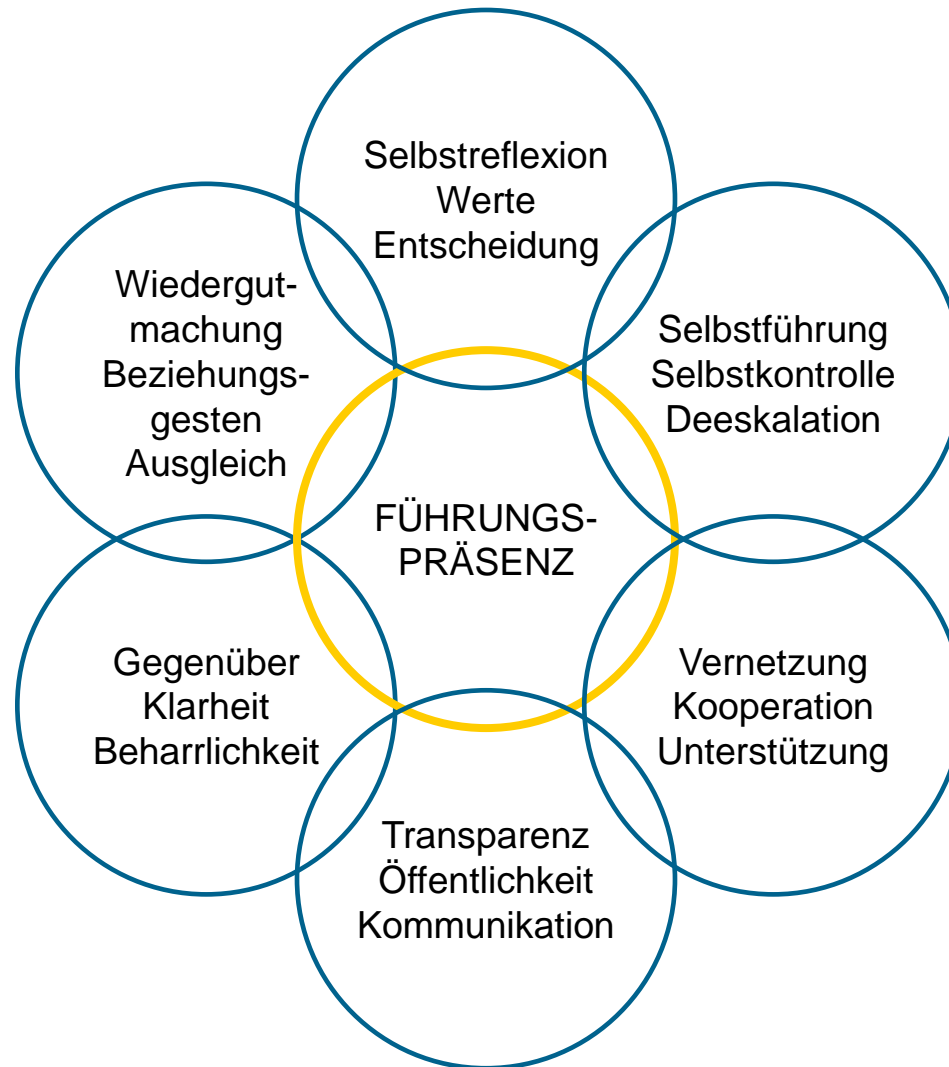 Selbstreflexion
Werte
Entscheidung
Wiedergut-
machung
Beziehungs-
gesten
Ausgleich
Selbstführung
Selbstkontrolle
Deeskalation
FÜHRUNGS-
PRÄSENZ
Gegenüber
Klarheit
Beharrlichkeit
Vernetzung
Kooperation
Unterstützung
Transparenz
Öffentlichkeit
Kommunikation